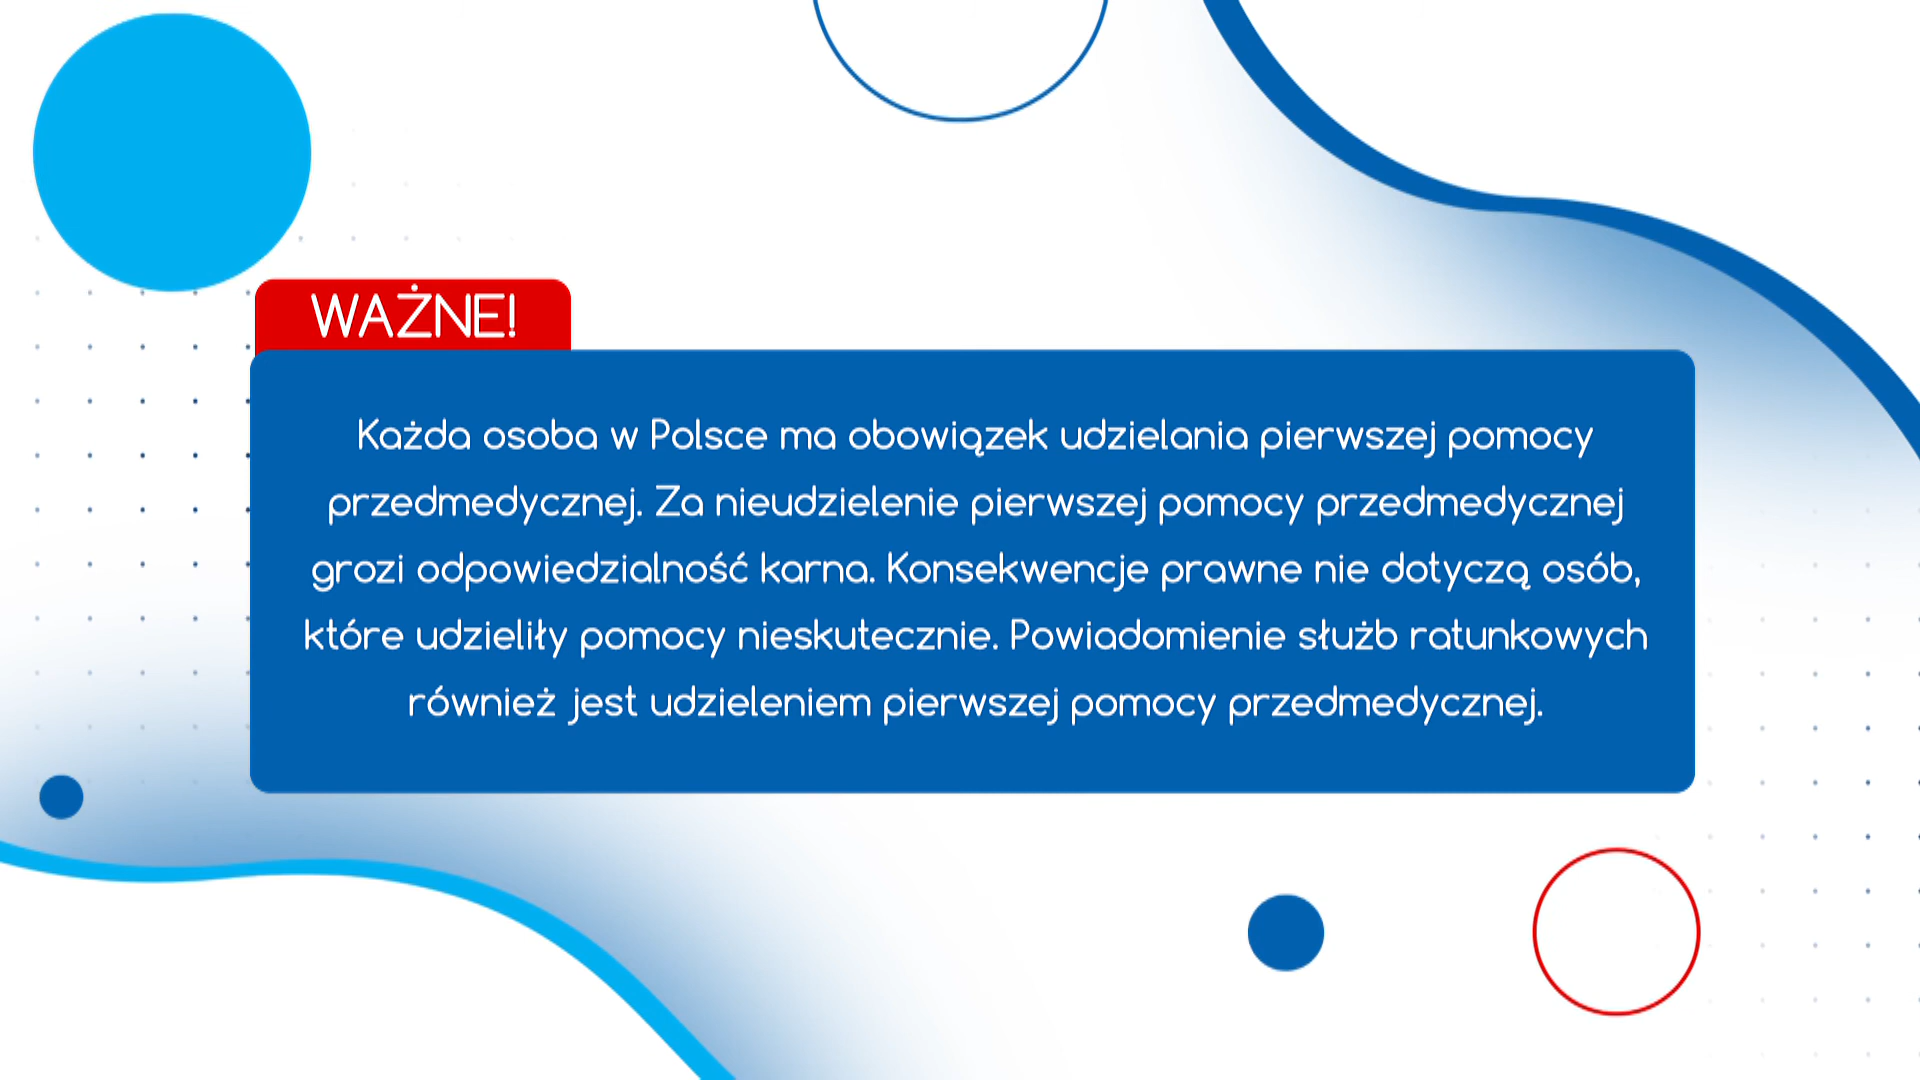 WAŻNE!
Każda osoba w Polsce ma obowiązek udzielania pierwszej pomocy
przedmedycznej. Za nieudzielenie pierwszej pomocy przedmedycznej
grozi odpowiedzialność karna. Konsekwencje prawne nie dotyczą osób,
które udzieliły pomocy nieskutecznie. Powiadomienie służb ratunkowych
również jest udzieleniem pierwszej pomocy przedmedycznej.